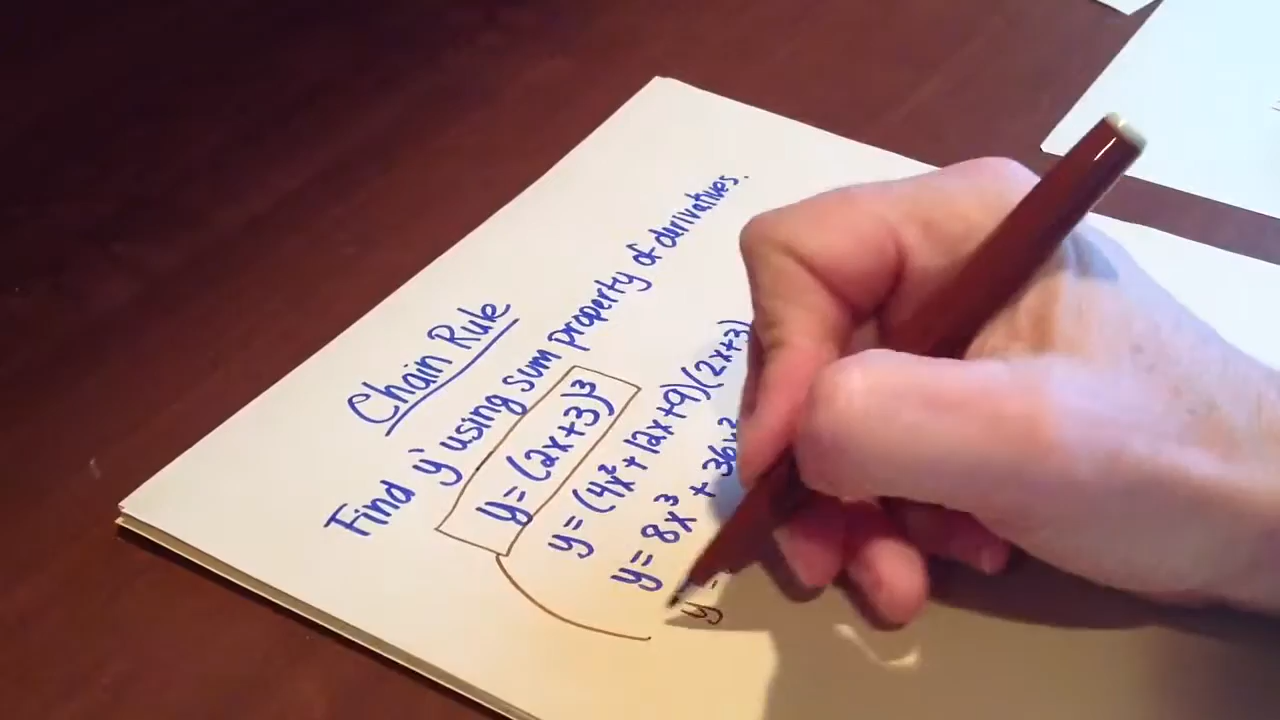 Chain Rule
Find y' using sum property of derivatives.
y = (2x+3)³
y = (4x² + 12x + 9)(2x+3)
y = 8x³ + 36x²
y =